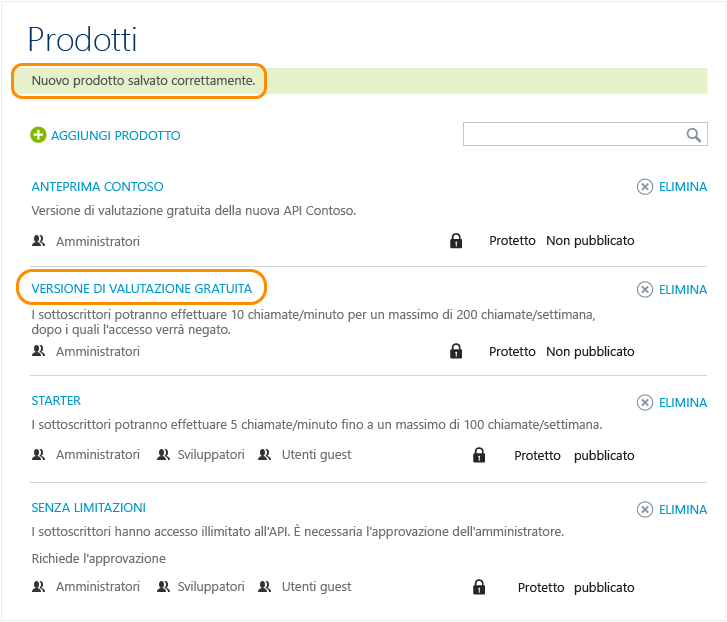 Prodotti
Nuovo prodotto salvato correttamente.
AGGIUNGI PRODOTTO
ANTEPRIMA CONTOSO ELIMINA
Versione di valutazione gratuita della nuova API Contoso.
Amministratori Protetto Non pubblicato
VERSIONE DI VALUTAZIONE GRATUITA ELIMINA
I sottoscrittori potranno effettuare 10 chiamate/minuto per un massimo di 200 chiamate/settimana,
dopo i quali l'accesso verrà negato.
Amministratori Protetto Non pubblicato
STARTER ELIMINA
I sottoscrittori potranno effettuare 5 chiamate/minuto fino a un massimo di 100 chiamate/settimana.
Amministratori Sviluppatori Utenti guest Protetto pubblicato
SENZA LIMITAZIONI ELIMINA
I sottoscrittori hanno accesso illimitato all'API. È necessaria l'approvazione dell'amministratore.
Richiede l'approvazione
Amministratori Sviluppatori Utenti guest Protetto pubblicato